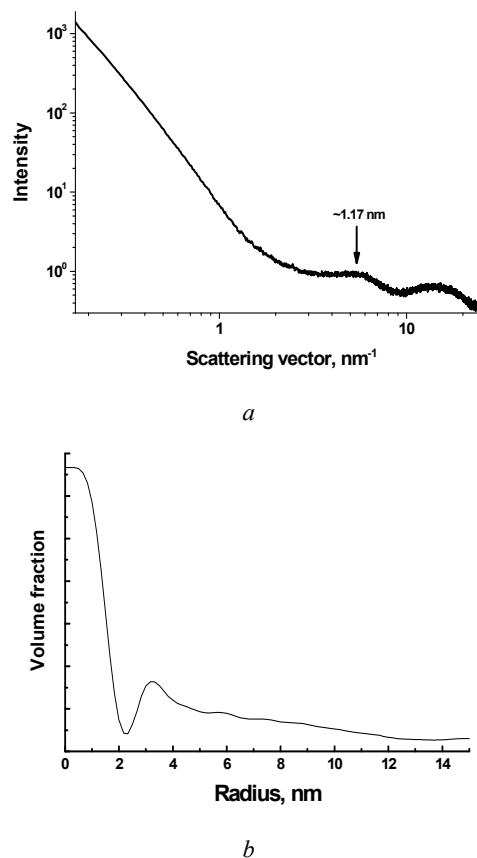 10³
10²
10¹
10⁰
Intensity
~1.17 nm
1
10
Scattering vector, nm⁻¹
a
Volume fraction
0 2 4 6 8 10 12 14
Radius, nm
b